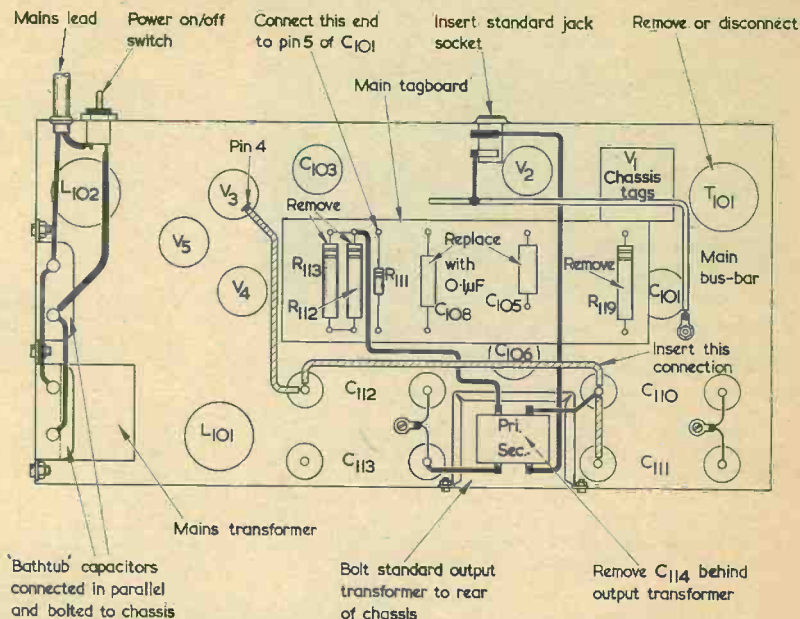 Mains lead
Power on/off
switch
Connect this end
to pin 5 of C101
Insert standard jack
socket
Remove or disconnect
Main tagboard
Pin 4
L102
V3
C103
V2
V1
Chassis
tags
T101
Remove
V5
V4
R113
R112
R111
Replace
with
0·1µF
C108
C105
Remove
R119
C101
Main
bus-bar
C106
Insert this
connection
C112
C110
L101
Pri.
Sec.
C113
C111
Mains transformer
'Bathtub' capacitors
connected in parallel
and bolted to chassis
Bolt standard output
transformer to rear
of chassis
Remove C114 behind
output transformer